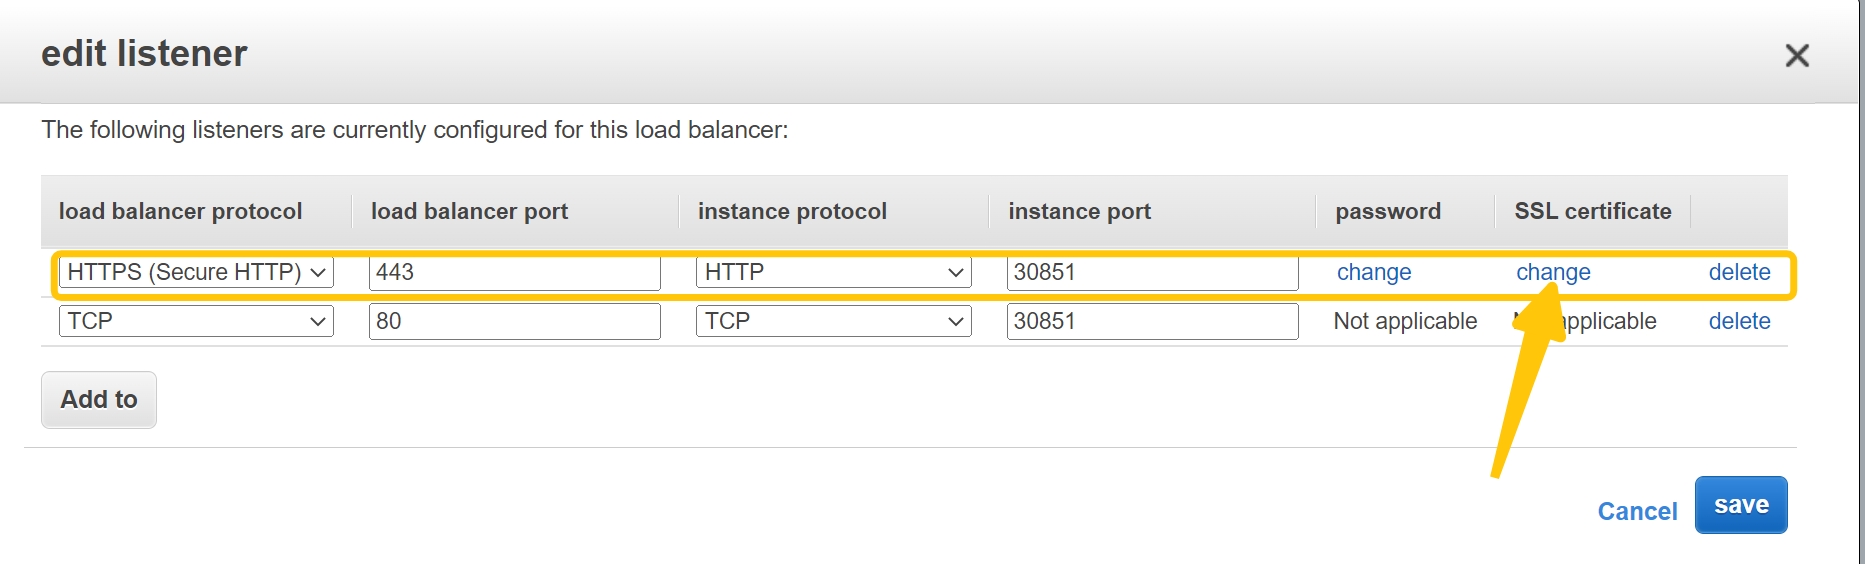 edit listener
The following listeners are currently configured for this load balancer:
load balancer protocol load balancer port instance protocol instance port password SSL certificate
HTTPS (Secure HTTP) 443 HTTP 30851 change change delete
TCP 80 TCP 30851 Not applicable applicable delete
Add to
Cancel save